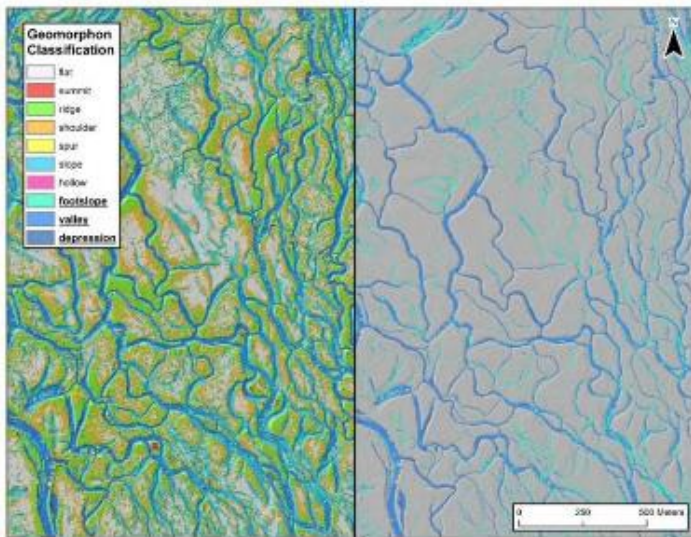 Geomorphon
Classification
flat
summit
ridge
shoulder
spur
slope
hollow
footslope
valley
depression
N
0 250 500 Meters